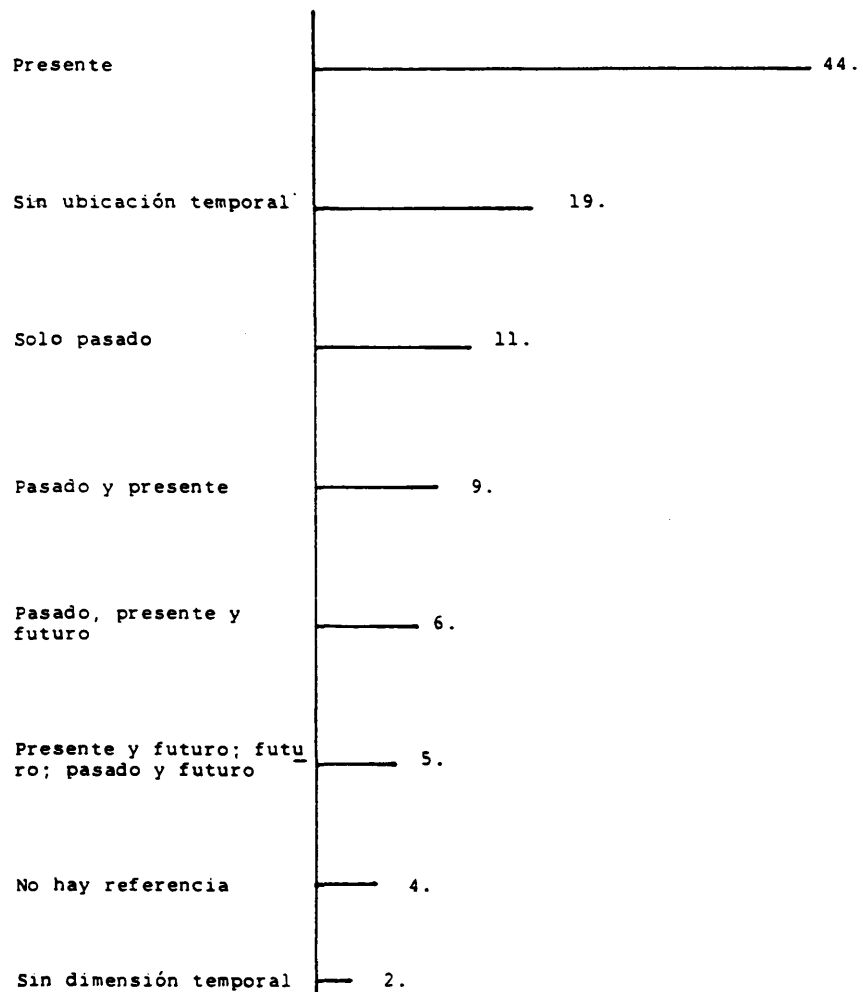 Presente 44.
Sin ubicación temporal 19.
Solo pasado 11.
Pasado y presente 9.
Pasado, presente y
futuro 6.
Presente y futuro; futu
ro; pasado y futuro 5.
No hay referencia 4.
Sin dimensión temporal 2.